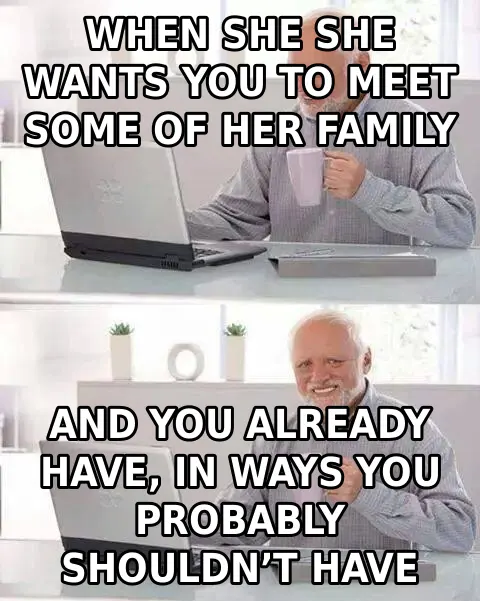 WHEN SHE SHE
WANTS YOU TO MEET
SOME OF HER FAMILY
AND YOU ALREADY
HAVE, IN WAYS YOU
PROBABLY
SHOULDN'T HAVE